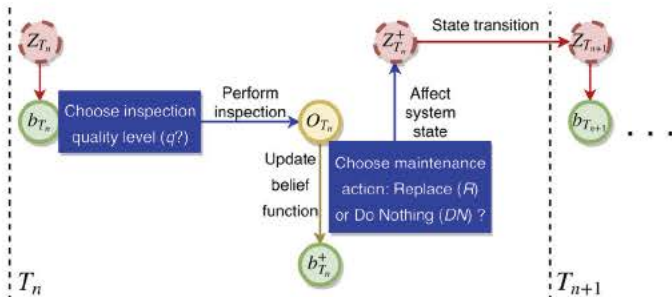 Z_{T_n}
b_{T_n}
Choose inspection
quality level (q?)
Perform
inspection
O_{T_n}
Update
belief
function
b^+_{T_n}
Z^+_{T_n}
Affect
system
state
Choose maintenance
action: Replace (R)
or Do Nothing (DN) ?
State transition
Z_{T_{n+1}}
b_{T_{n+1}}
. . .
T_n
T_{n+1}